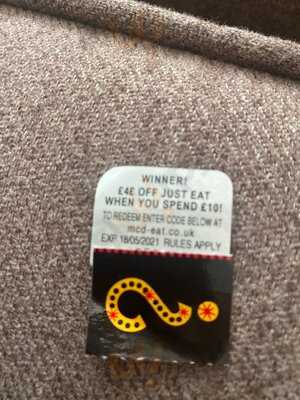 WINNER!
£4£ OFF JUST EAT
WHEN YOU SPEND £10!
TO REDEEM ENTER CODE BELOW AT
mcd-eat.co.uk
EXP 18/05/2021 RULES APPLY
?